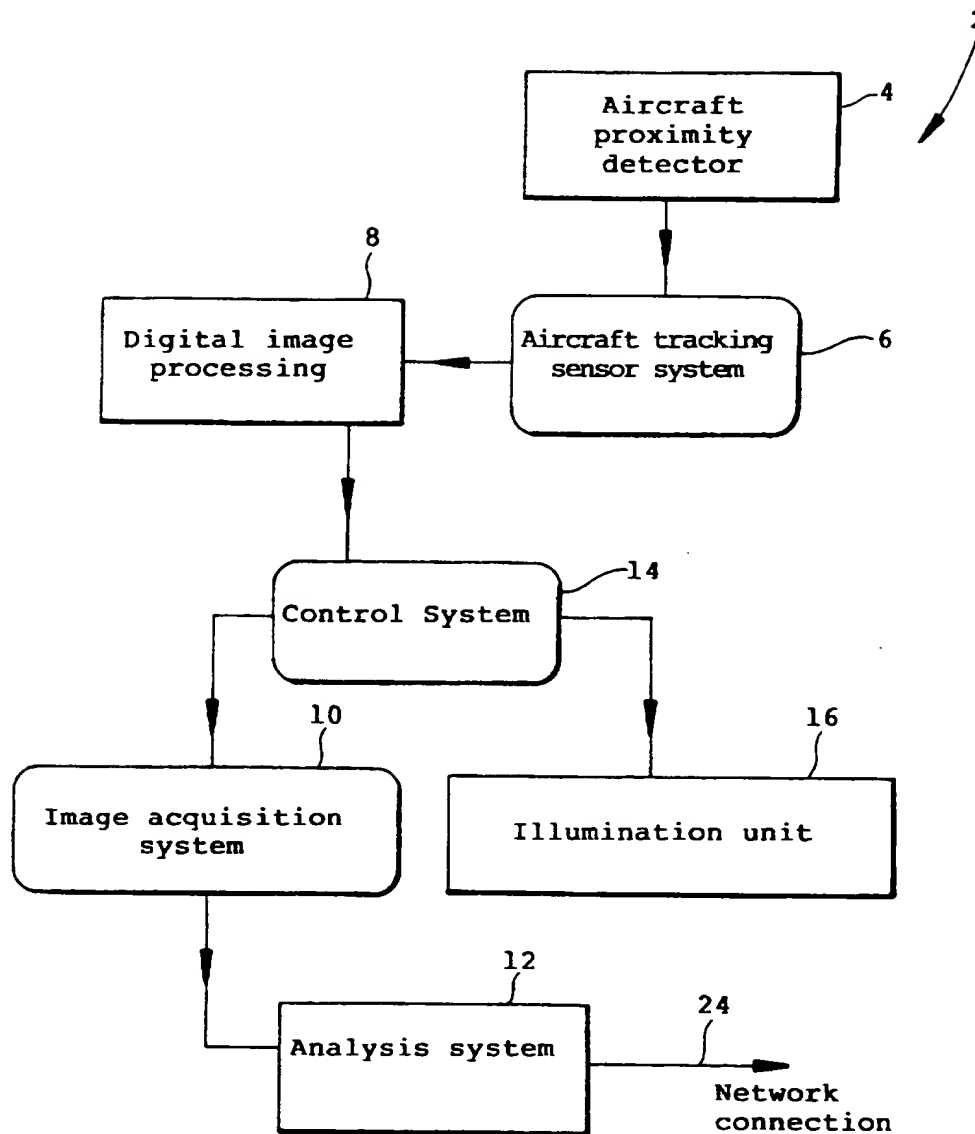 2
Aircraft
proximity
detector
4
8
Digital image
processing
Aircraft tracking
sensor system
6
14
Control System
10
16
Image acquisition
system
Illumination unit
12
Analysis system
24
Network
connection